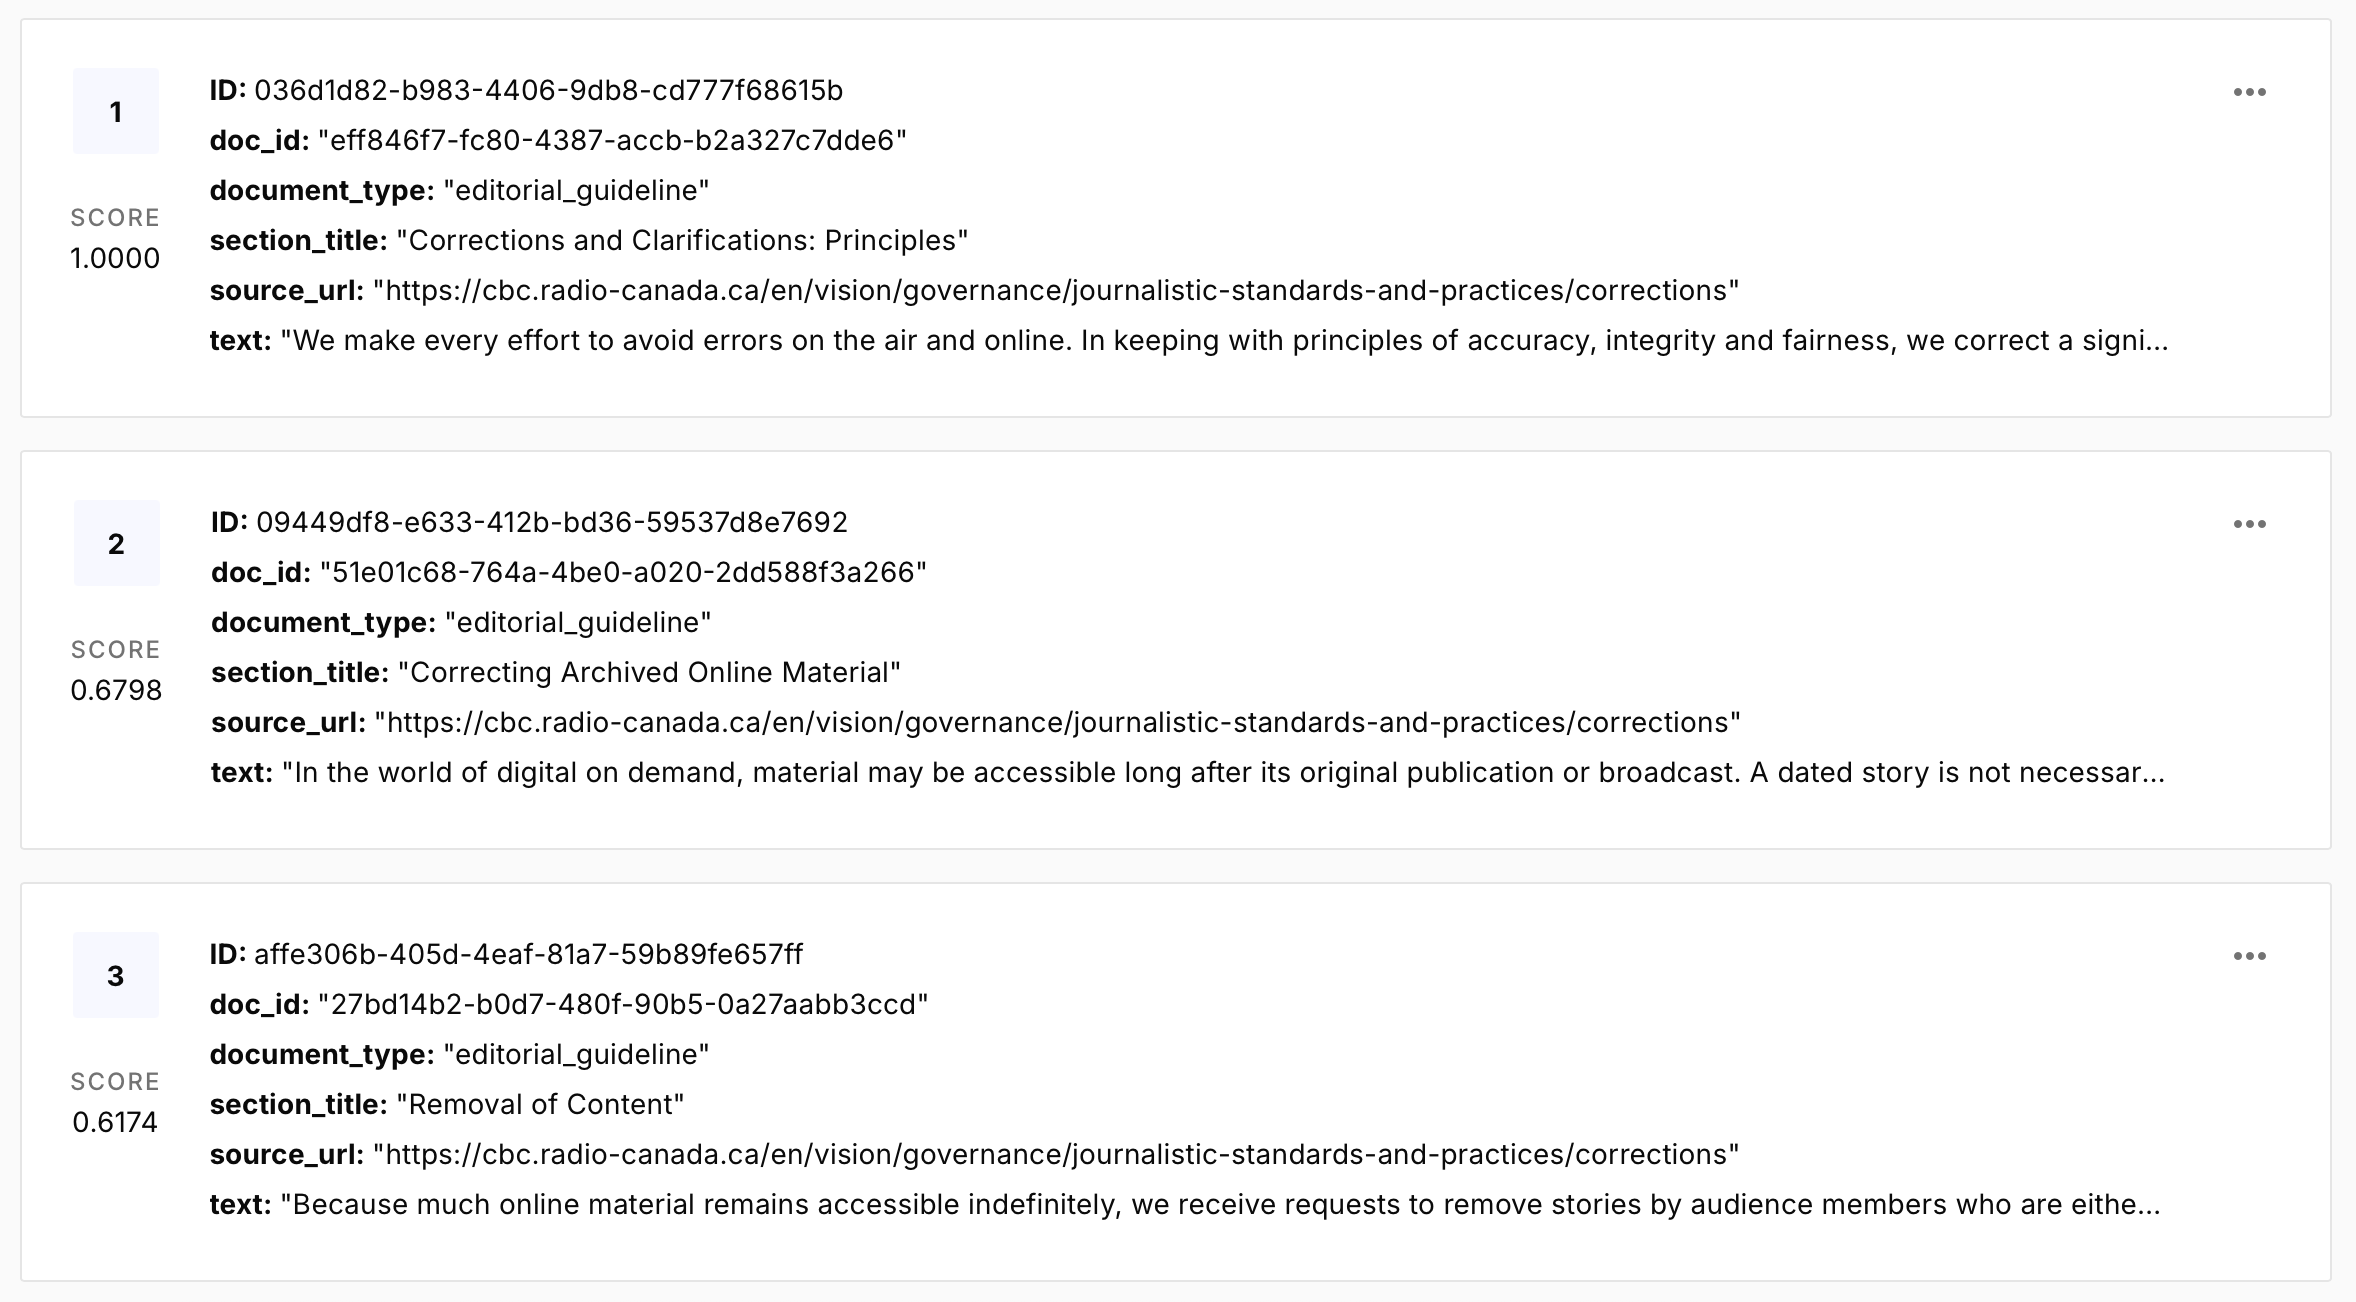 1
SCORE
1.0000
ID: 036d1d82-b983-4406-9db8-cd777f68615b
doc_id: "eff846f7-fc80-4387-accb-b2a327c7dde6"
document_type: "editorial_guideline"
section_title: "Corrections and Clarifications: Principles"
source_url: "https://cbc.radio-canada.ca/en/vision/governance/journalistic-standards-and-practices/corrections"
text: "We make every effort to avoid errors on the air and online. In keeping with principles of accuracy, integrity and fairness, we correct a signi...
2
SCORE
0.6798
ID: 09449df8-e633-412b-bd36-59537d8e7692
doc_id: "51e01c68-764a-4be0-a020-2dd588f3a266"
document_type: "editorial_guideline"
section_title: "Correcting Archived Online Material"
source_url: "https://cbc.radio-canada.ca/en/vision/governance/journalistic-standards-and-practices/corrections"
text: "In the world of digital on demand, material may be accessible long after its original publication or broadcast. A dated story is not necessar...
3
SCORE
0.6174
ID: affe306b-405d-4eaf-81a7-59b89fe657ff
doc_id: "27bd14b2-b0d7-480f-90b5-0a27aabb3ccd"
document_type: "editorial_guideline"
section_title: "Removal of Content"
source_url: "https://cbc.radio-canada.ca/en/vision/governance/journalistic-standards-and-practices/corrections"
text: "Because much online material remains accessible indefinitely, we receive requests to remove stories by audience members who are eithe...